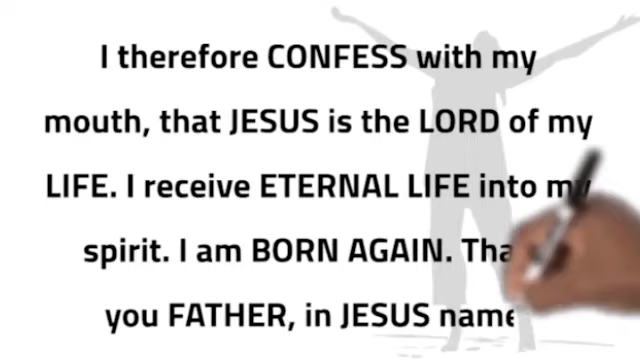 I therefore CONFESS with my
mouth, that JESUS is the LORD of my
LIFE. I receive ETERNAL LIFE into my
spirit. I am BORN AGAIN.
you FATHER, in JESUS name